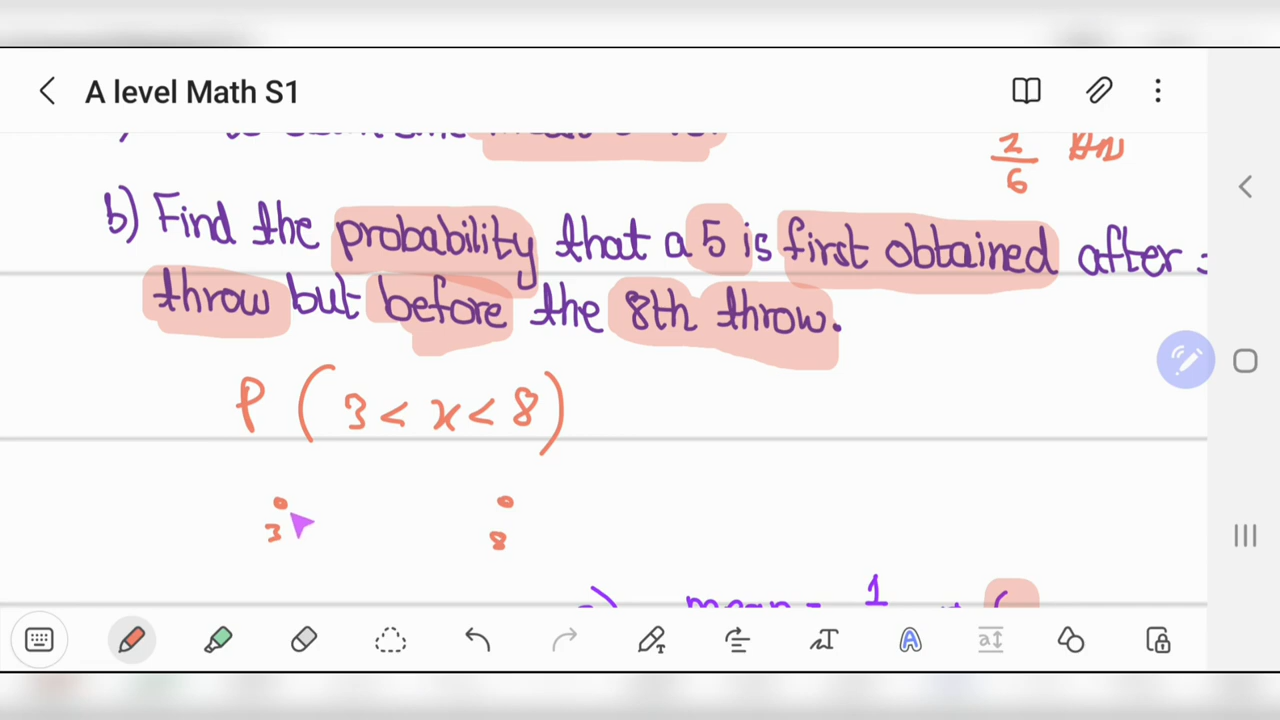 A level Math S1
2
6
b) Find the probability that a 5 is first obtained after
throw but before the 8th throw.
P (3 < x < 8)
3 8
mean = 1